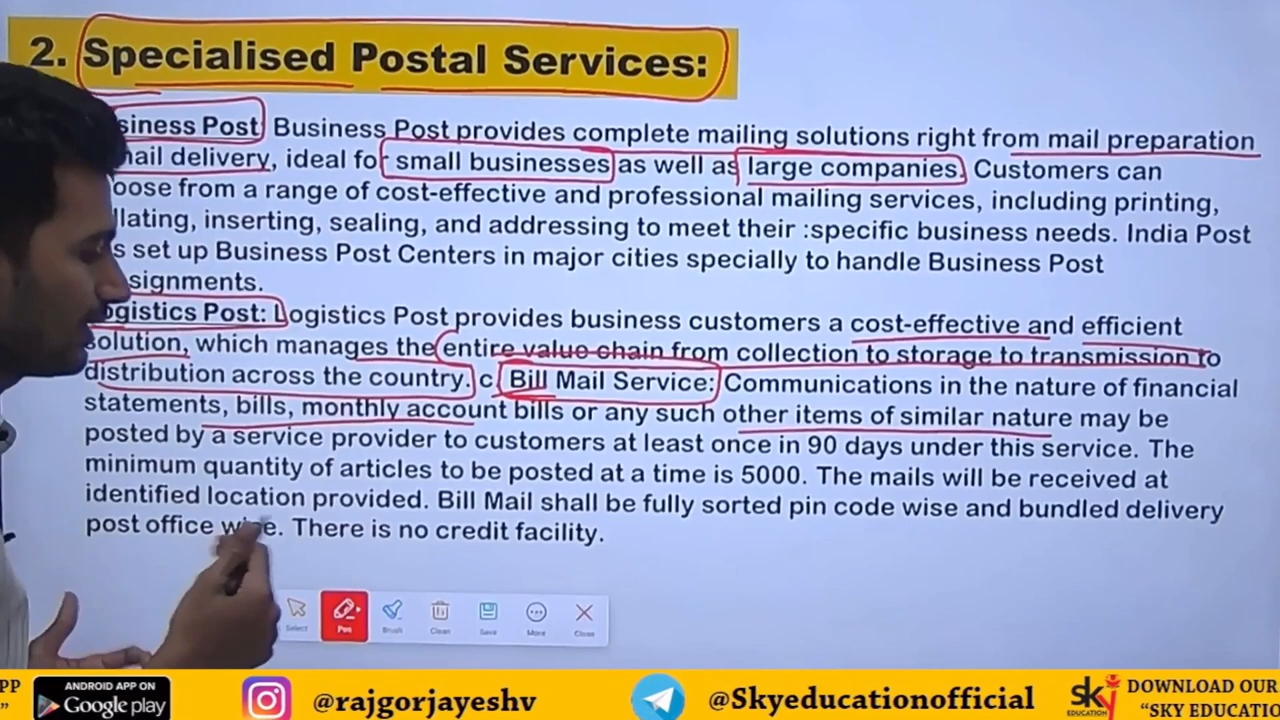 2. Specialised Postal Services:
siness Post: Business Post provides complete mailing solutions right from mail preparation
mail delivery, ideal for small businesses as well as large companies. Customers can
oose from a range of cost-effective and professional mailing services, including printing,
llating, inserting, sealing, and addressing to meet their :specific business needs. India Post
s set up Business Post Centers in major cities specially to handle Business Post
signments.
ogistics Post: Logistics Post provides business customers a cost-effective and efficient
solution, which manages the entire value chain from collection to storage to transmission to
distribution across the country. c. Bill Mail Service: Communications in the nature of financial
statements, bills, monthly account bills or any such other items of similar nature may be
posted by a service provider to customers at least once in 90 days under this service. The
minimum quantity of articles to be posted at a time is 5000. The mails will be received at
identified location provided. Bill Mail shall be fully sorted pin code wise and bundled delivery
post office wise. There is no credit facility.
Select Pen Brush Clean Save More Close
PP
”
ANDROID APP ON
Google play
@rajgorjayeshv
@Skyeducationofficial
sky
EDUCATION
DOWNLOAD OUR
“SKY EDUCATIO